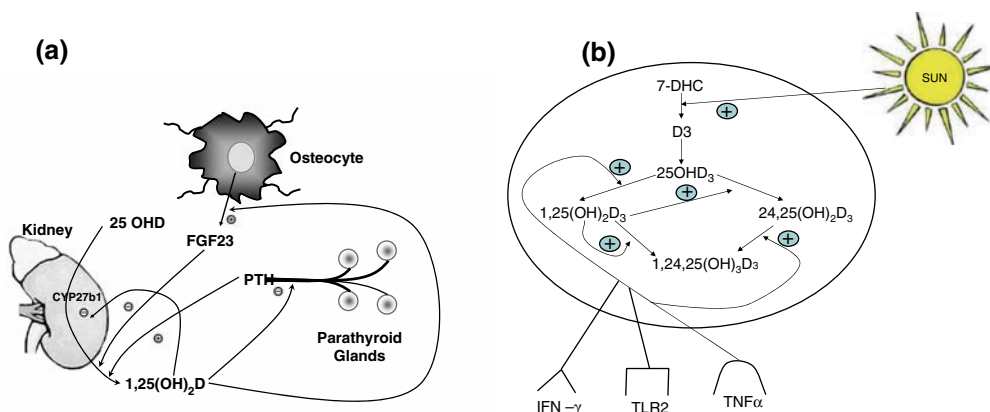 (a)
Osteocyte
25 OHD
Kidney
FGF23
PTH
CYP27b1
Parathyroid
Glands
1,25(OH)₂D
(b)
SUN
7-DHC
+
D3
+
25OHD₃
+
1,25(OH)₂D₃
24,25(OH)₂D₃
+
+
1,24,25(OH)₃D₃
IFN –γ
TLR2
TNFα